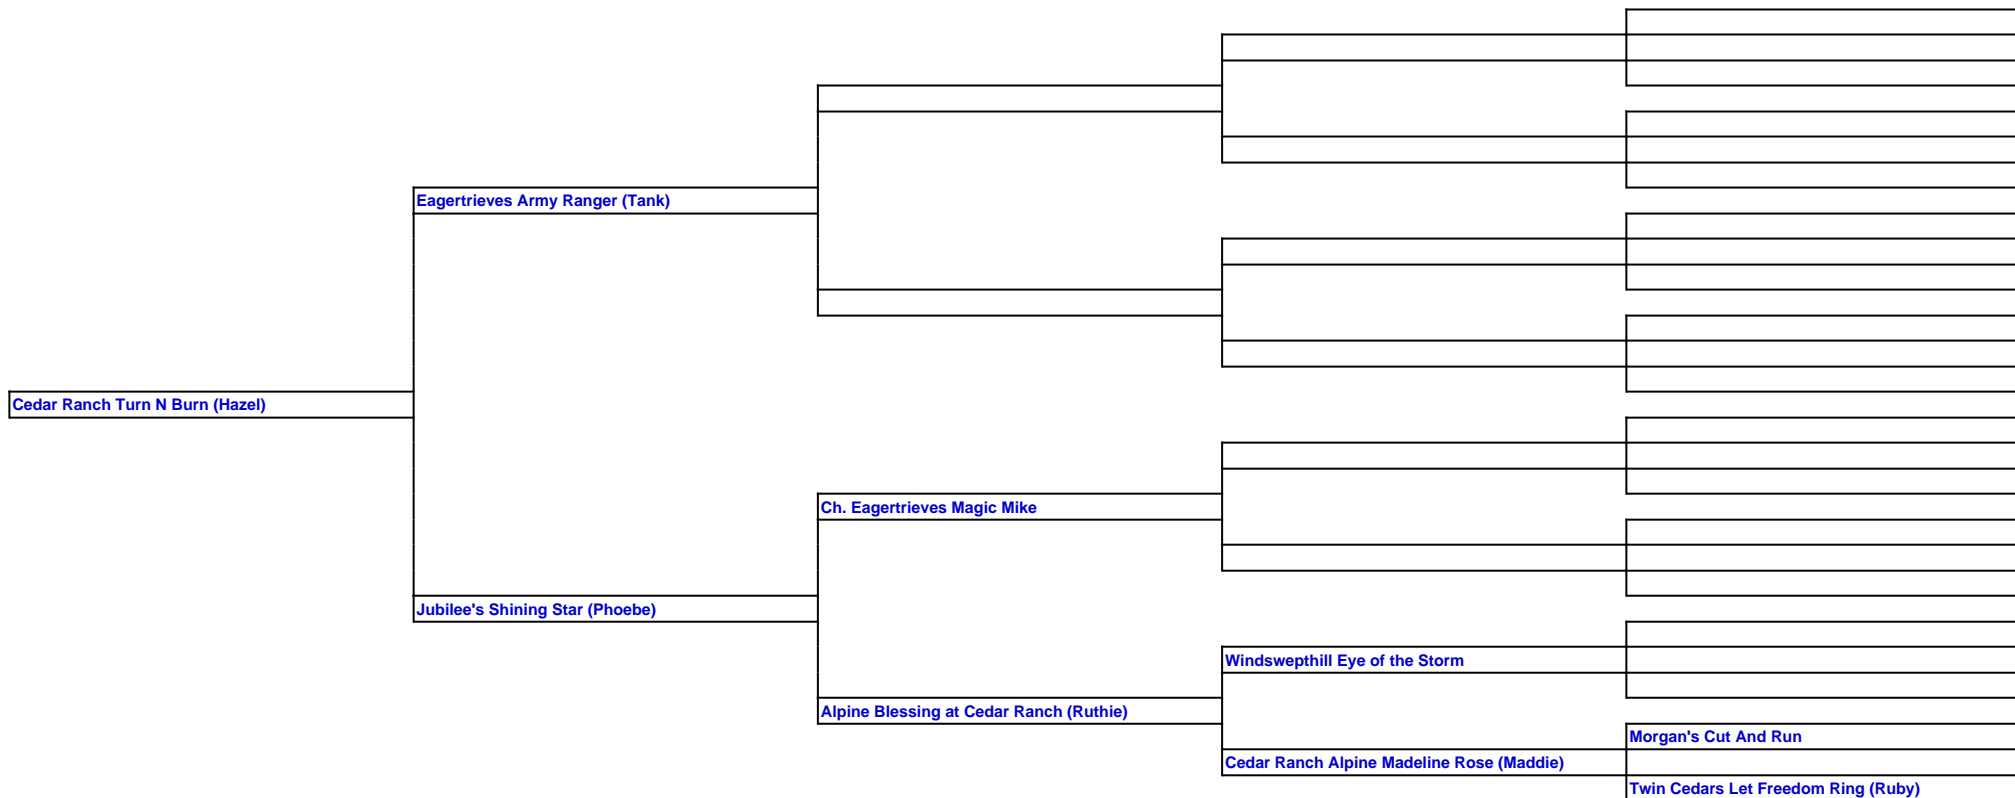 Eagertrieves Army Ranger (Tank)
Cedar Ranch Turn N Burn (Hazel)
Ch. Eagertrieves Magic Mike
Jubilee's Shining Star (Phoebe)
Windswepthill Eye of the Storm
Alpine Blessing at Cedar Ranch (Ruthie)
Morgan's Cut And Run
Cedar Ranch Alpine Madeline Rose (Maddie)
Twin Cedars Let Freedom Ring (Ruby)